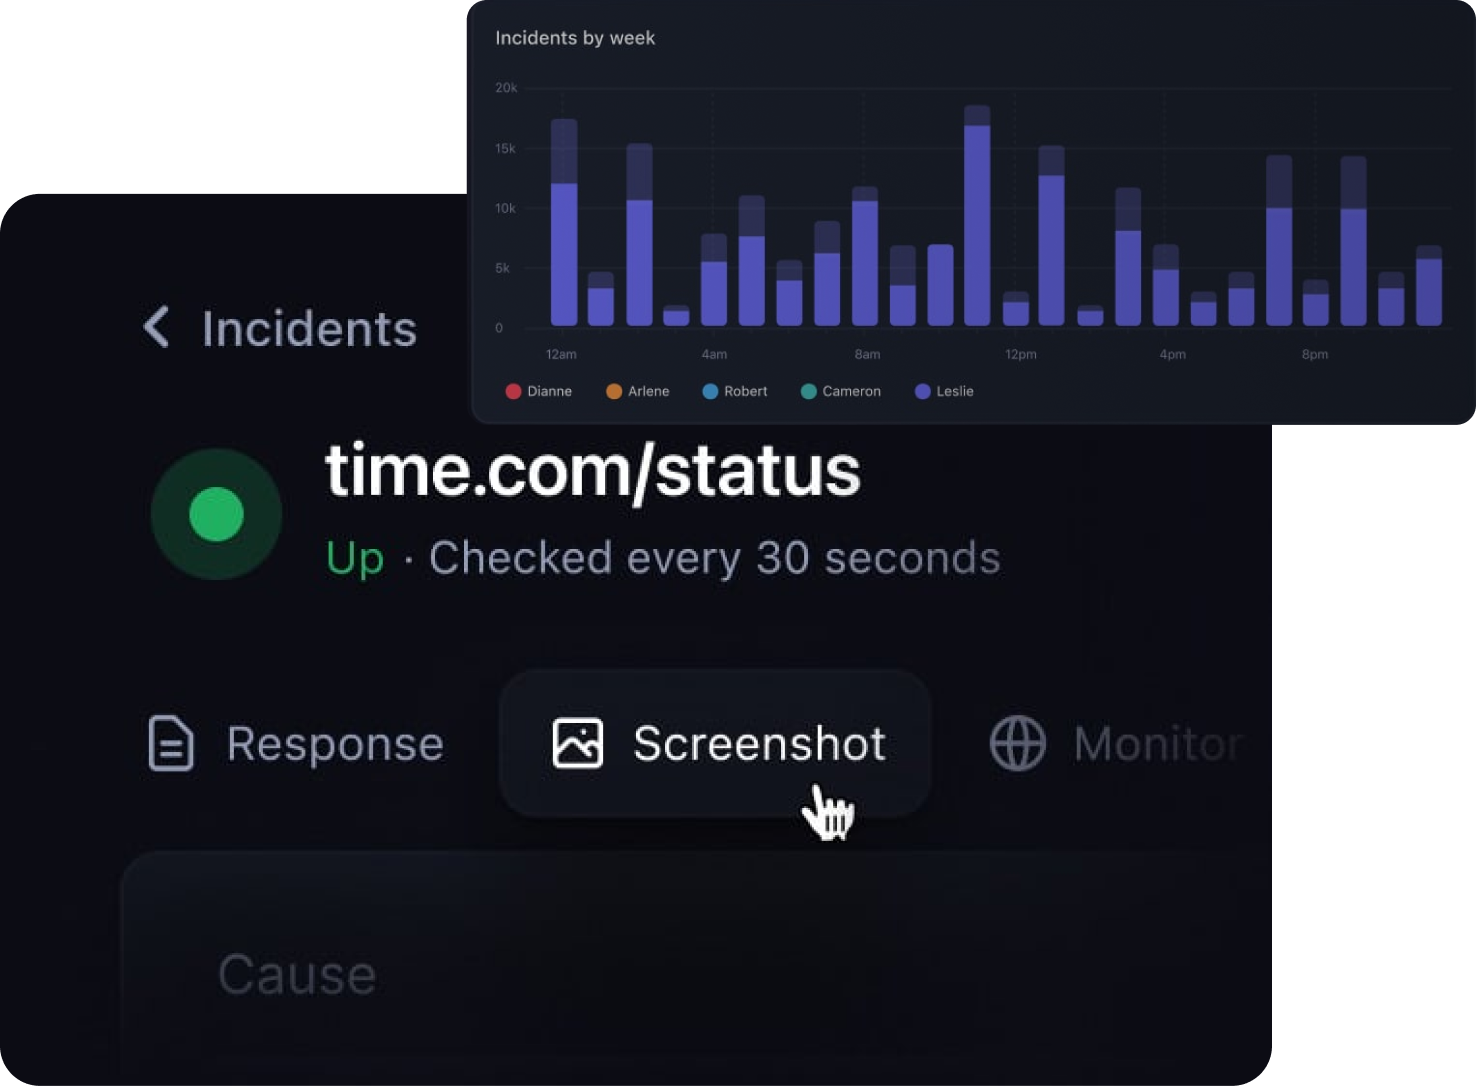 Incidents by week
20k
15k
10k
5k
0
12am 4am 8am 12pm 4pm 8pm
Dianne Arlene Robert Cameron Leslie
Incidents
time.com/status
Up · Checked every 30 seconds
Response Screenshot Monitor
Cause